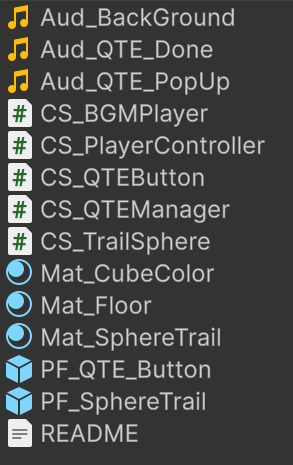 Aud_BackGround
Aud_QTE_Done
Aud_QTE_PopUp
CS_BGMPlayer
CS_PlayerController
CS_QTEButton
CS_QTEManager
CS_TrailSphere
Mat_CubeColor
Mat_Floor
Mat_SphereTrail
PF_QTE_Button
PF_SphereTrail
README